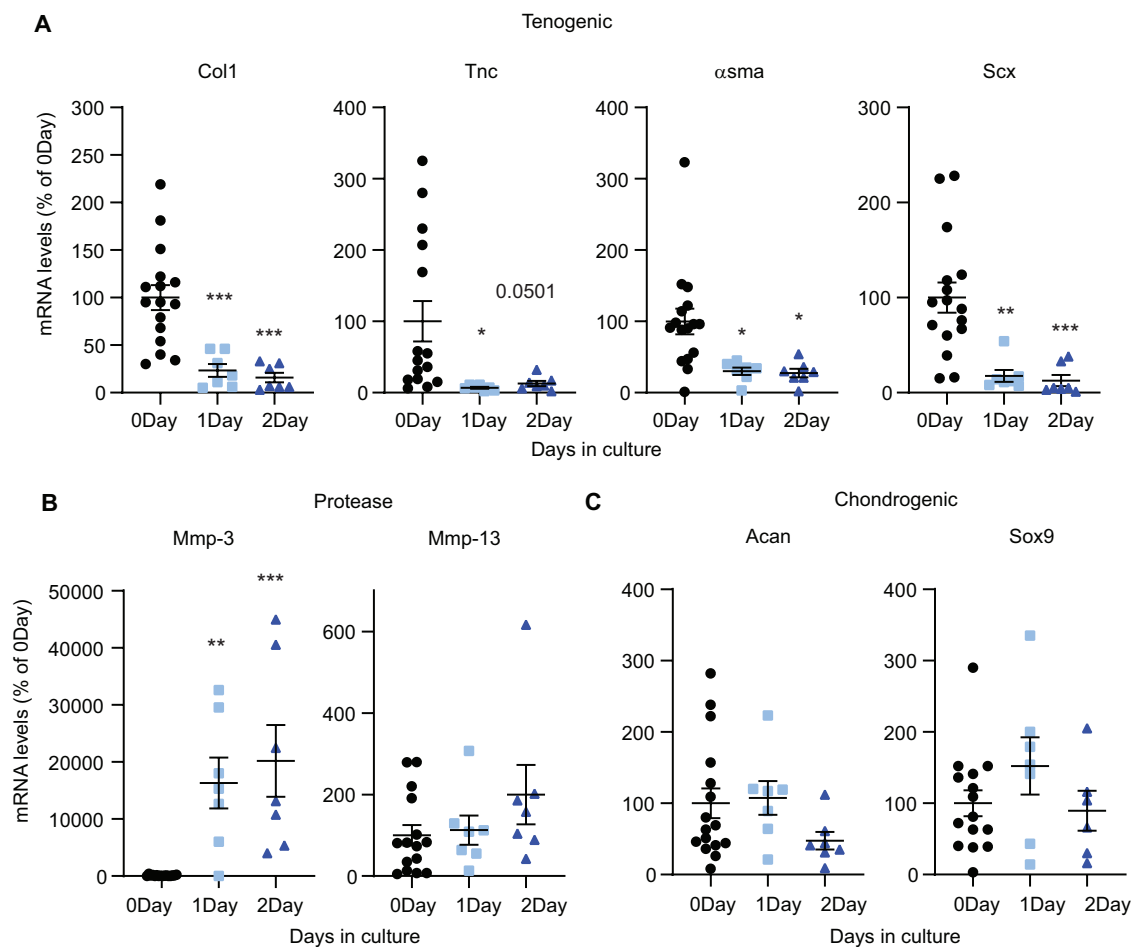 A
Tenogenic
Col1
Tnc
αsma
Scx
mRNA levels (% of 0Day)
300
250
200
150
100
50
0
***
***
0Day 1Day 2Day
400
300
200
100
0
*
0.0501
0Day 1Day 2Day
400
300
200
100
0
*
*
0Day 1Day 2Day
300
200
100
0
**
***
0Day 1Day 2Day
Days in culture
B
Protease
Mmp-3
Mmp-13
mRNA levels (% of 0Day)
50000
40000
30000
20000
10000
0
**
***
0Day 1Day 2Day
600
400
200
0
0Day 1Day 2Day
Days in culture
C
Chondrogenic
Acan
Sox9
400
300
200
100
0
0Day 1Day 2Day
400
300
200
100
0
0Day 1Day 2Day
Days in culture